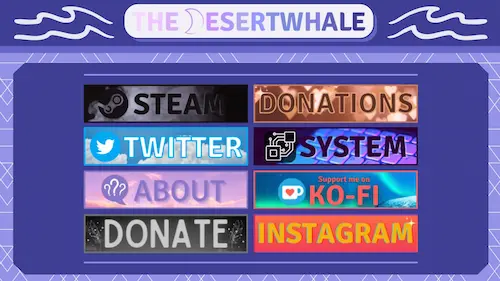 THE DESERTWHALE
STEAM
DONATIONS
TWITTER
SYSTEM
ABOUT
Support me on
KO-FI
DONATE
INSTAGRAM